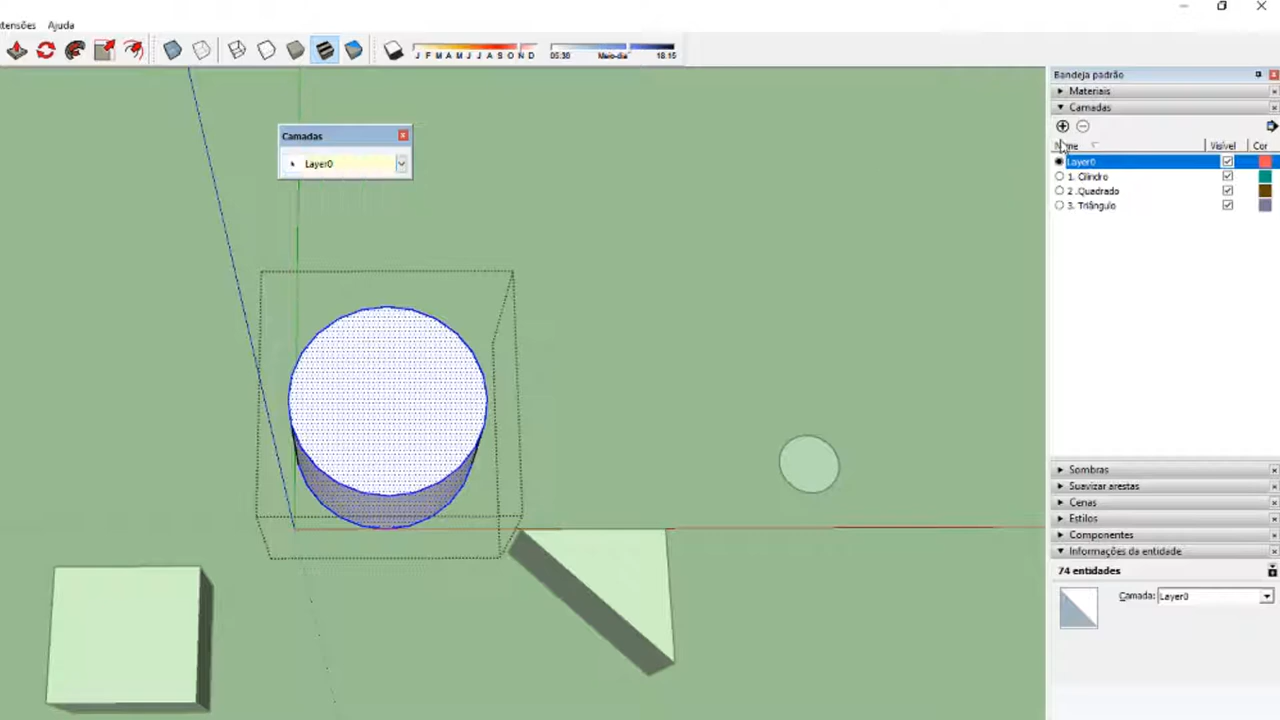 tensões Ajuda
J F M A M J J A S O N D 05:30 Meio-dia 18:15
Bandeja padrão
Materiais
Camadas
Camadas
Layer0
Visível Cor
Layer0
1. Cilindro
2 .Quadrado
3. Triângulo
Sombras
Suavizar arestas
Cenas
Estilos
Componentes
Informações da entidade
74 entidades
Camada: Layer0